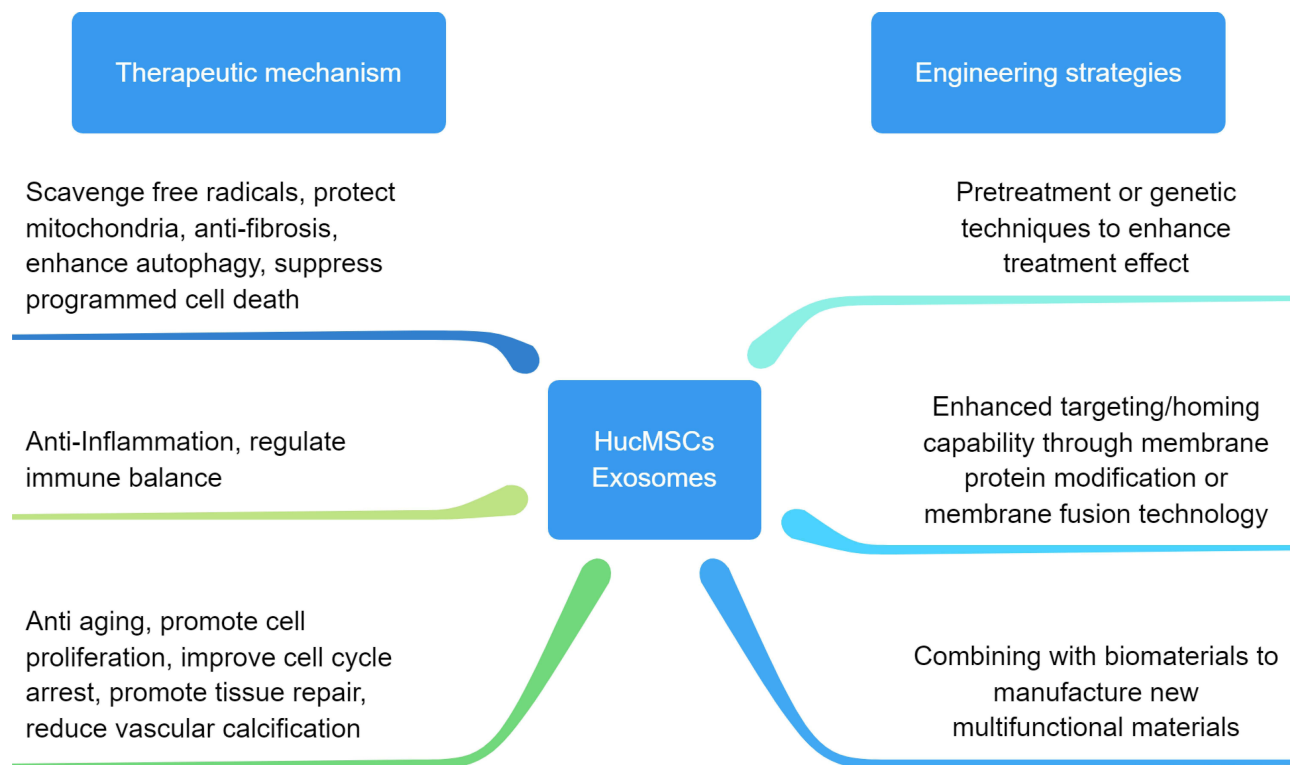 Therapeutic mechanism
Scavenge free radicals, protect
mitochondria, anti-fibrosis,
enhance autophagy, suppress
programmed cell death
Anti-Inflammation, regulate
immune balance
Anti aging, promote cell
proliferation, improve cell cycle
arrest, promote tissue repair,
reduce vascular calcification
HucMSCs
Exosomes
Engineering strategies
Pretreatment or genetic
techniques to enhance
treatment effect
Enhanced targeting/homing
capability through membrane
protein modification or
membrane fusion technology
Combining with biomaterials to
manufacture new
multifunctional materials